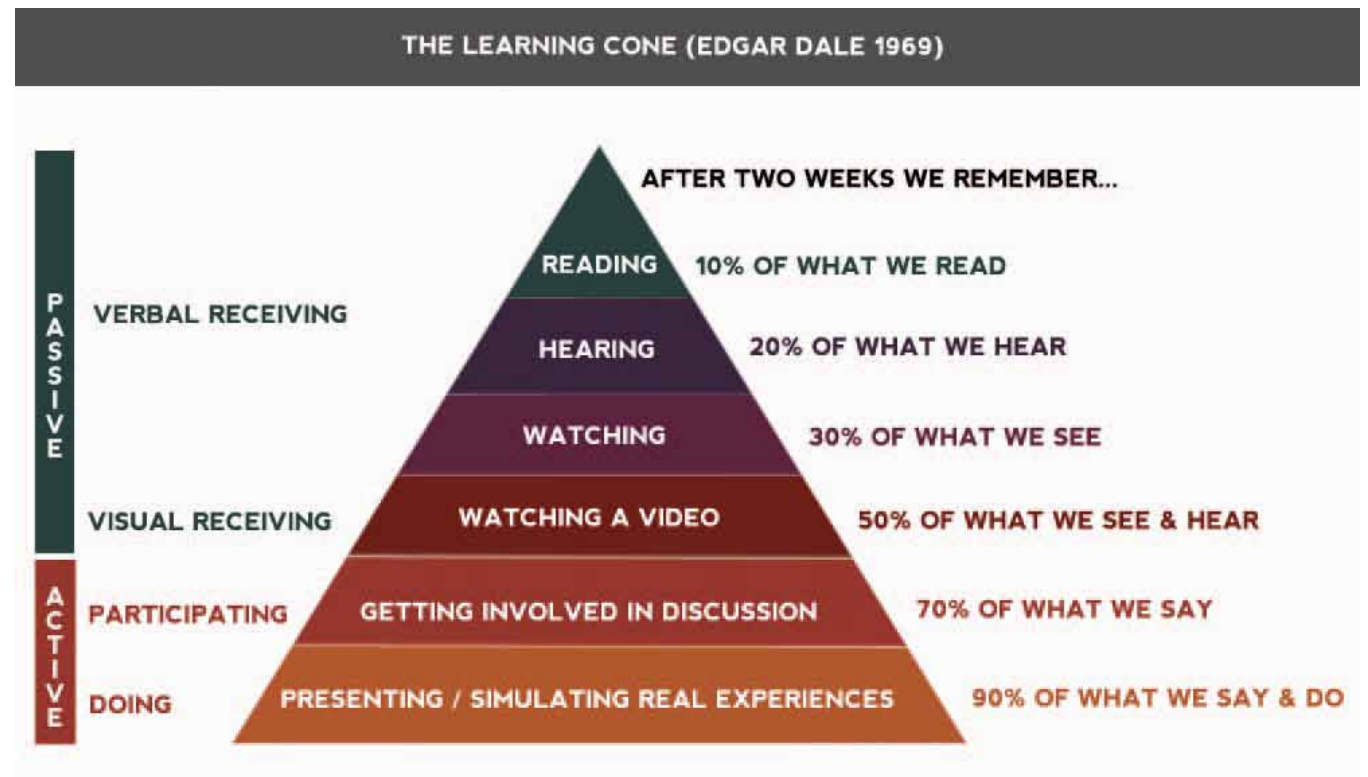 THE LEARNING CONE (EDGAR DALE 1969)
AFTER TWO WEEKS WE REMEMBER...
PASSIVE
VERBAL RECEIVING
READING
10% OF WHAT WE READ
HEARING
20% OF WHAT WE HEAR
WATCHING
30% OF WHAT WE SEE
VISUAL RECEIVING
WATCHING A VIDEO
50% OF WHAT WE SEE & HEAR
ACTIVE
PARTICIPATING
GETTING INVOLVED IN DISCUSSION
70% OF WHAT WE SAY
DOING
PRESENTING / SIMULATING REAL EXPERIENCES
90% OF WHAT WE SAY & DO